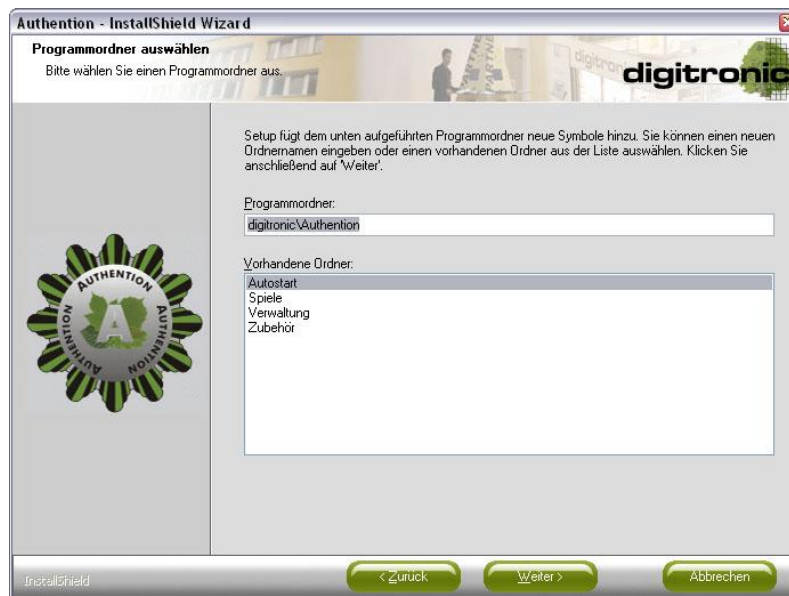 Authention - InstallShield Wizard
Programmordner auswählen
Bitte wählen Sie einen Programmordner aus.
PARTNER
PARTNER
digitronic
digitronic
Setup fügt dem unten aufgeführten Programmordner neue Symbole hinzu. Sie können einen neuen
Ordnernamen eingeben oder einen vorhandenen Ordner aus der Liste auswählen. Klicken Sie
anschließend auf 'Weiter'.
Programmordner:
digitronic\Authention
Vorhandene Ordner:
Autostart
Spiele
Verwaltung
Zubehör
AUTHENTION
AUTHENTION
AUTHENTION
AUTHENTION
A
InstallShield
< Zurück
Weiter >
Abbrechen